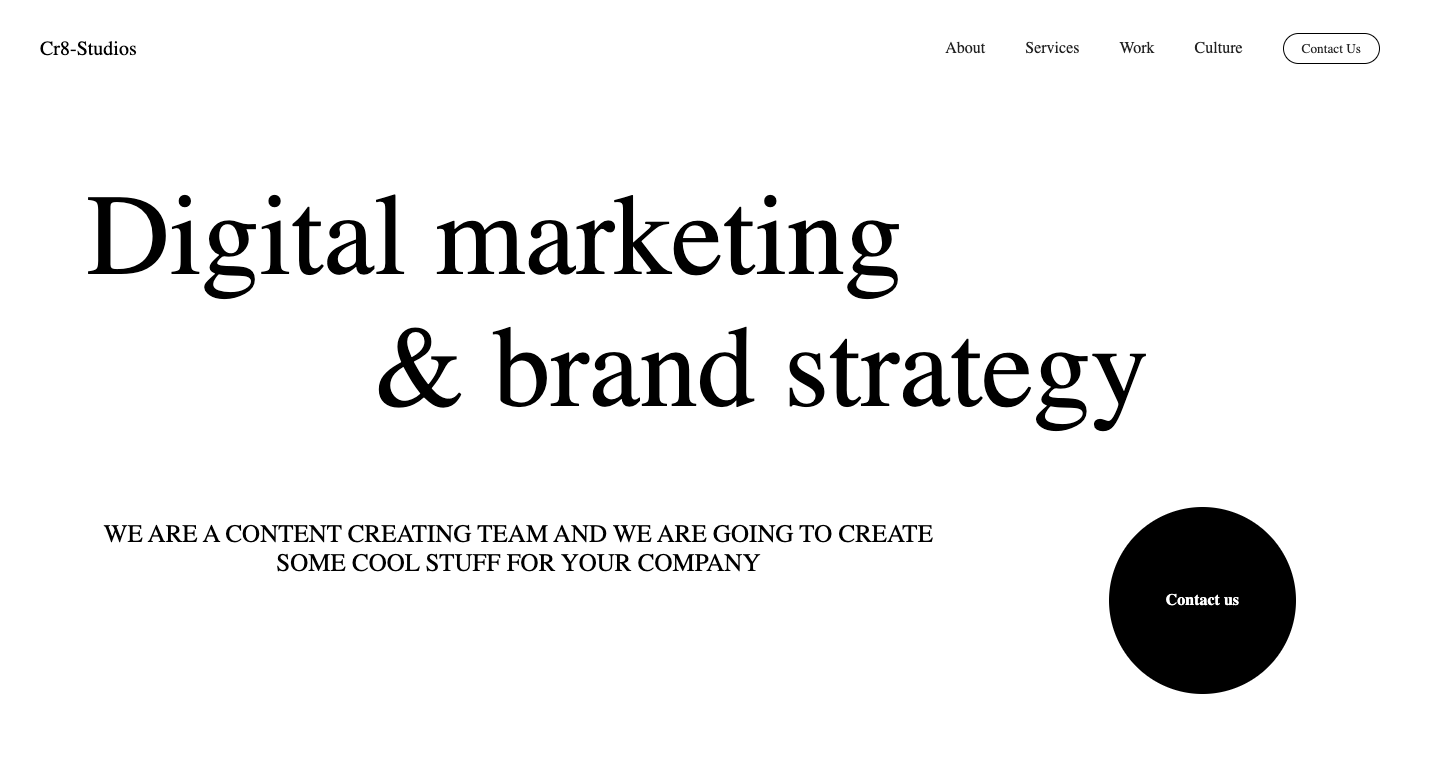 Cr8-Studios
About
Services
Work
Culture
Contact Us
Digital marketing
& brand strategy
WE ARE A CONTENT CREATING TEAM AND WE ARE GOING TO CREATE
SOME COOL STUFF FOR YOUR COMPANY
Contact us